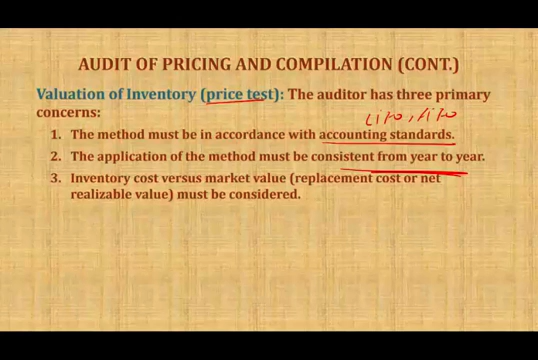 AUDIT OF PRICING AND COMPILATION (CONT.)
Valuation of Inventory (price test): The auditor has three primary
concerns:
LIFO, FIFO
1. The method must be in accordance with accounting standards.
2. The application of the method must be consistent from year to year.
3. Inventory cost versus market value (replacement cost or net
realizable value) must be considered.